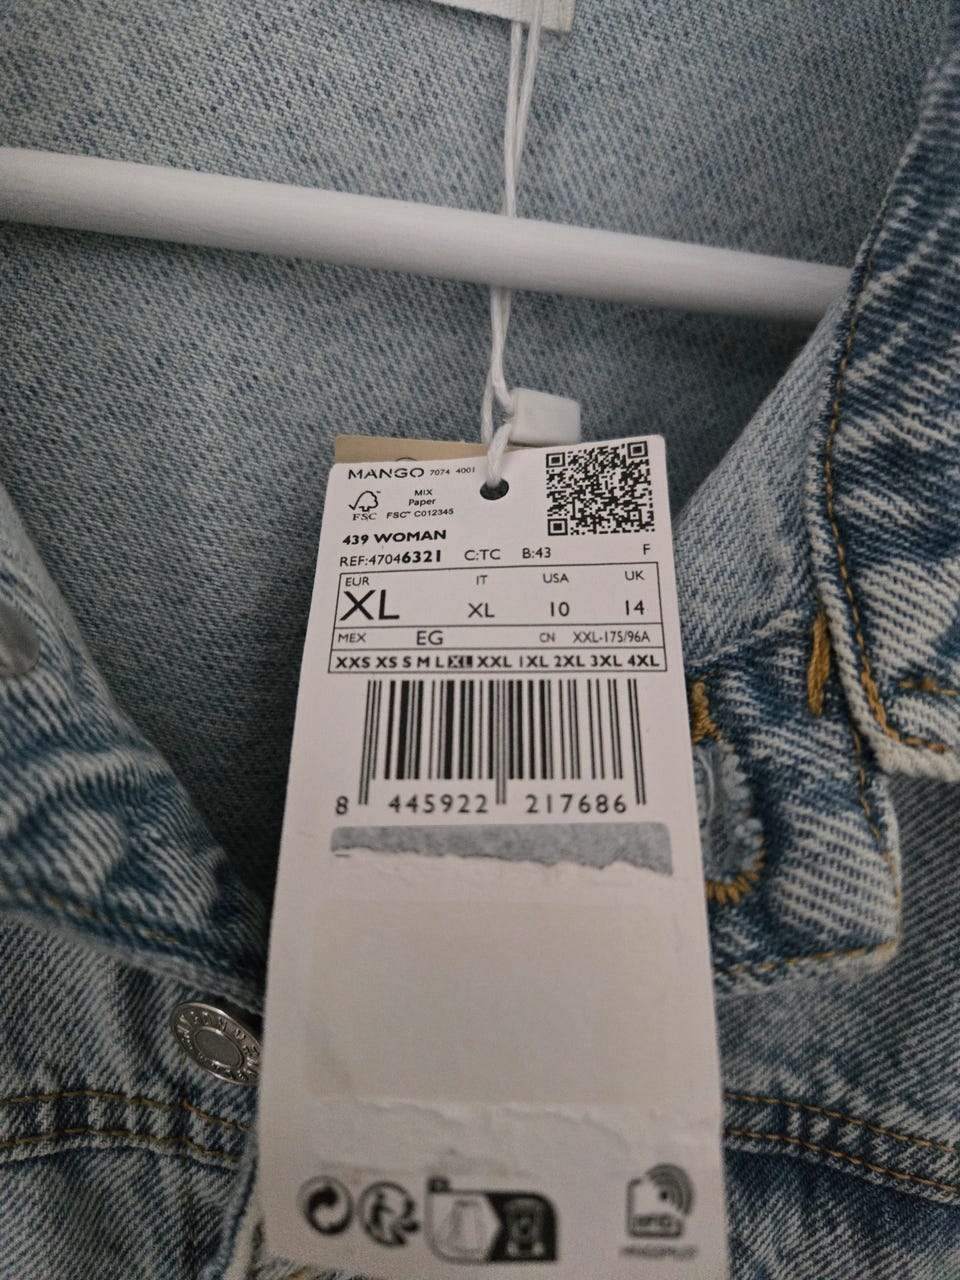 MANGO 7074 4001
MIX
Paper
FSC FSC™ C012345
439 WOMAN
REF:47046321 C:TC B:43 F
EUR IT USA UK
XL XL 10 14
MEX EG CN XXL-175/96A
XXS XS S M L XL XXL 1XL 2XL 3XL 4XL
8 445922 217686